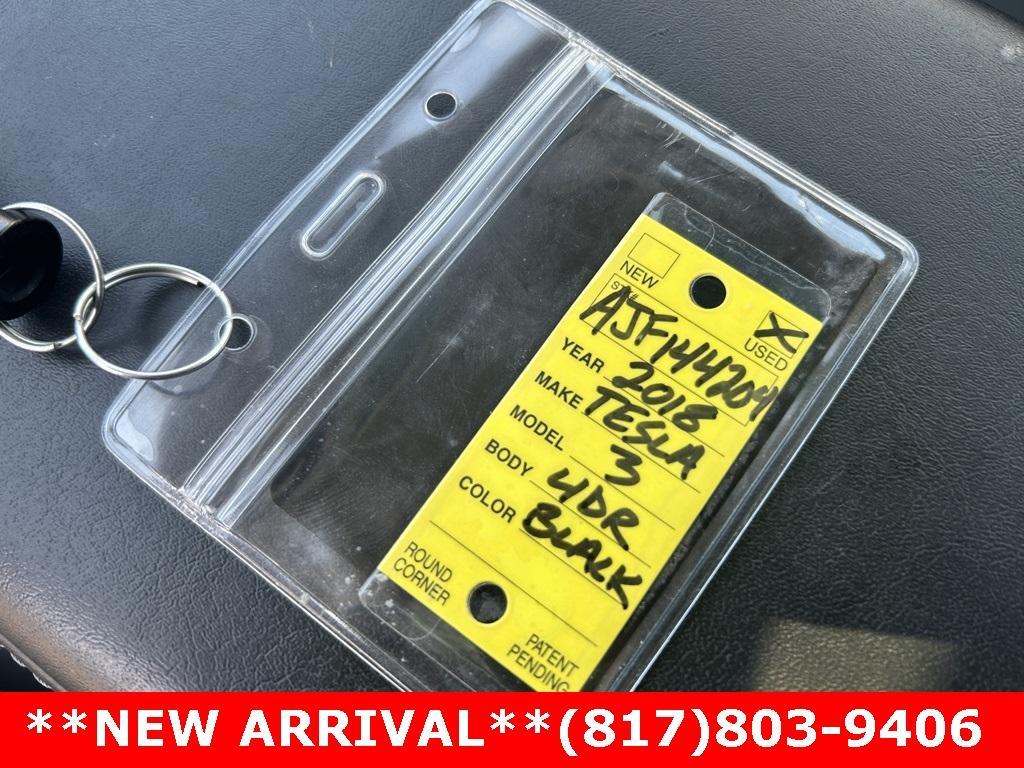 NEW
USED
AJF144204
YEAR 2018
MAKE TESLA
MODEL 3
BODY 4DR
COLOR BLACK
ROUND
CORNER
PATENT
PENDING
**NEW ARRIVAL**(817)803-9406